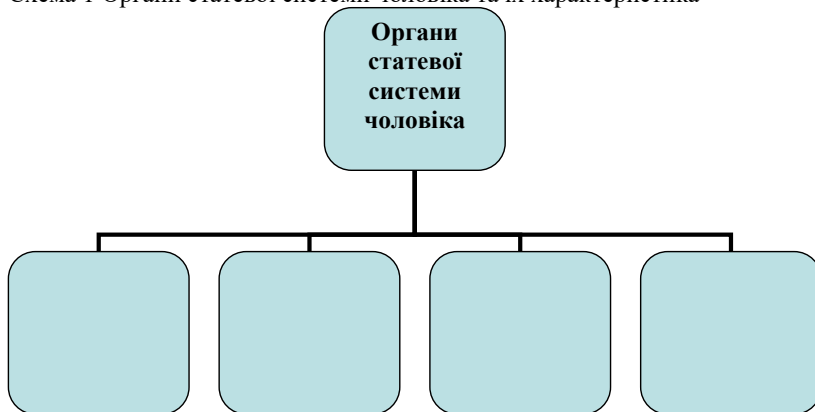 Схема 1 Органи статевої системи чоловіка та їх характеристика
Органи
статевої
системи
чоловіка